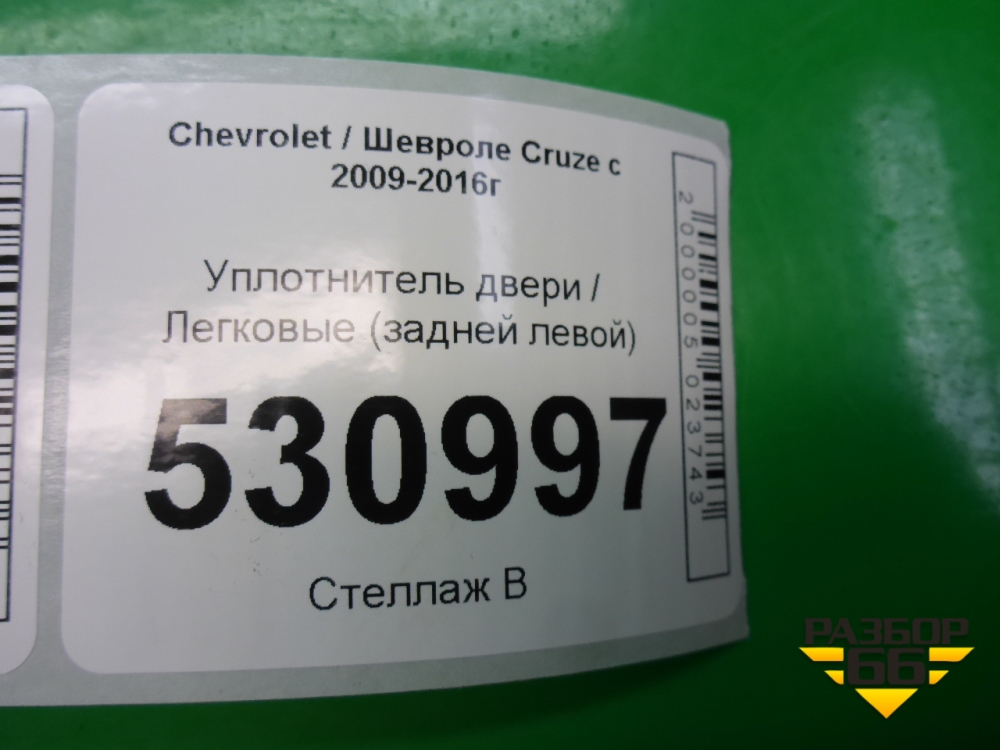 Chevrolet / Шевроле Cruze с
2009-2016г
Уплотнитель двери /
Легковые (задней левой)
530997
Стеллаж В
2000005023743
РАЗБОР
66